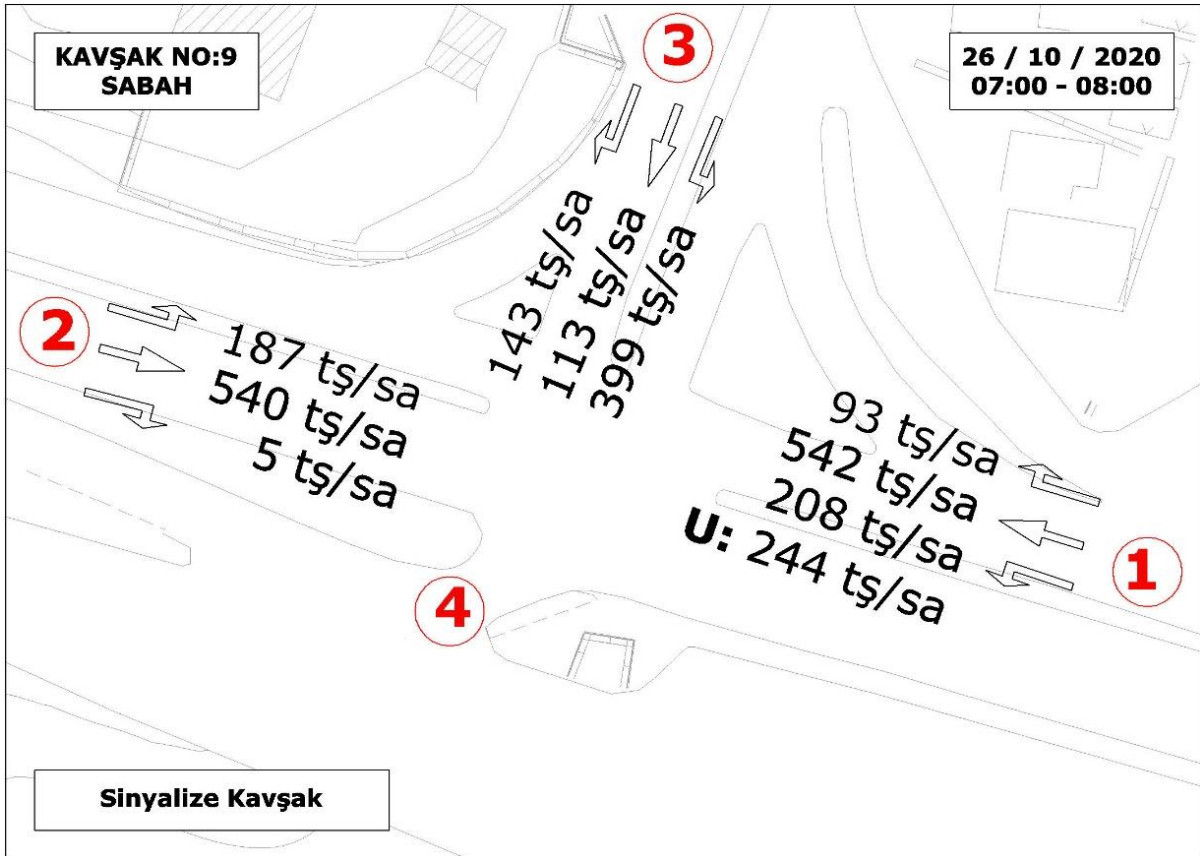 KAVŞAK NO:9
SABAH
3
26 / 10 / 2020
07:00 - 08:00
143 tş/sa
113 tş/sa
399 tş/sa
2
187 tş/sa
540 tş/sa
5 tş/sa
93 tş/sa
542 tş/sa
208 tş/sa
U: 244 tş/sa
1
4
Sinyalize Kavşak